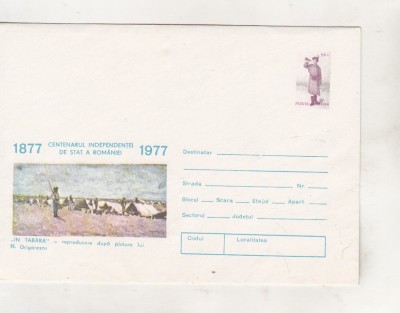 1877 CENTENARUL INDEPENDENȚEI DE STAT A ROMÂNIEI 1977
„ÎN TABĂRĂ” – reproducere după pictura lui
N. Grigorescu
POSTA
Destinatar
Strada Nr.
Blocul Scara Etajul Apart.
Sectorul Județul
Codul Localitatea